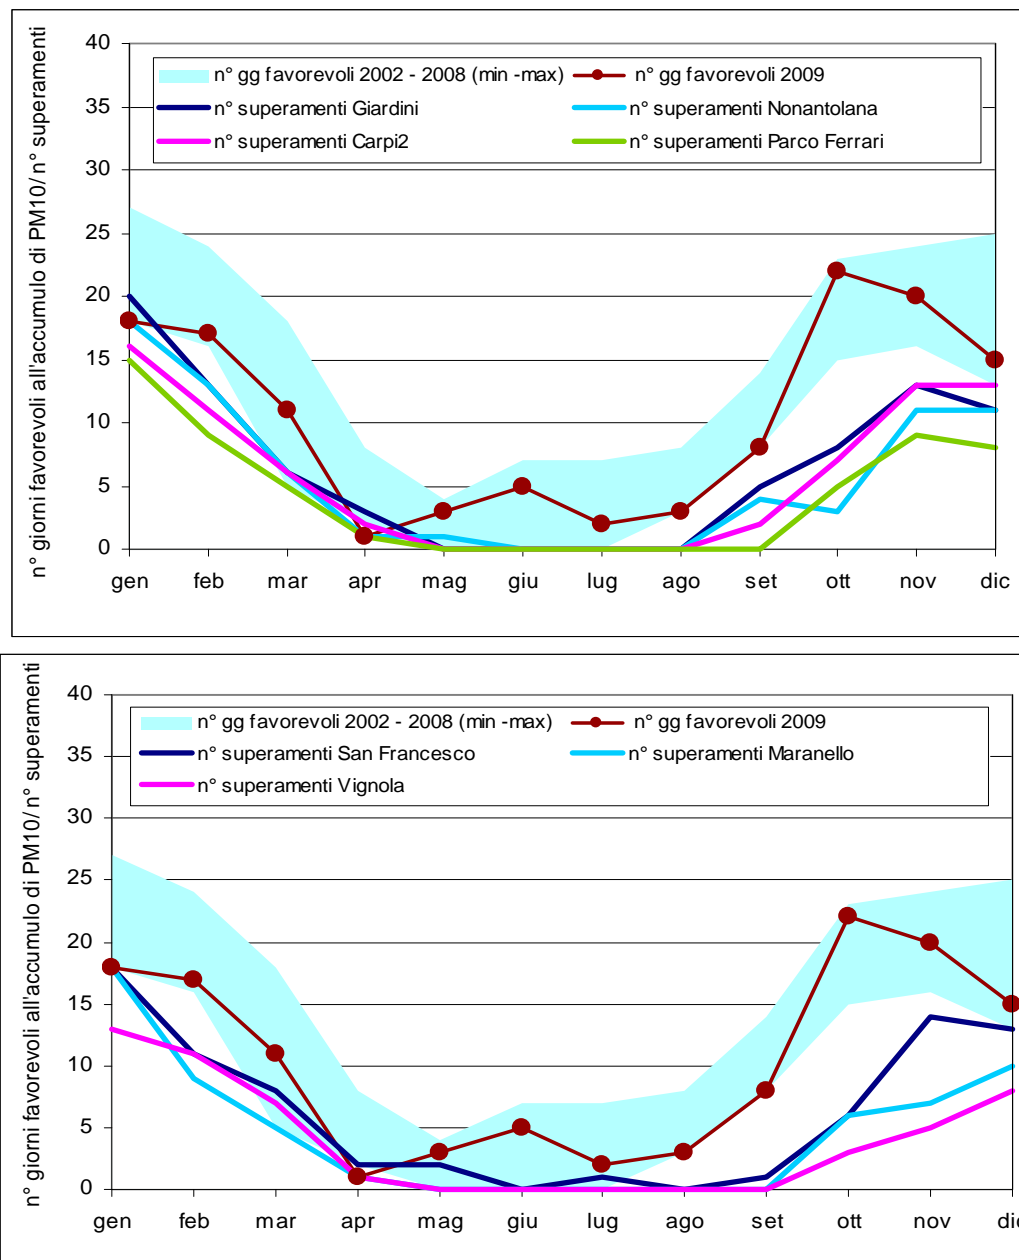 n° giorni favorevoli all'accumulo di PM10/ n° superamenti
40
35
30
25
20
15
10
5
0
n° gg favorevoli 2002 - 2008 (min -max)
n° gg favorevoli 2009
n° superamenti Giardini
n° superamenti Nonantolana
n° superamenti Carpi2
n° superamenti Parco Ferrari
gen feb mar apr mag giu lug ago set ott nov dic
n° giorni favorevoli all'accumulo di PM10/ n° superamenti
40
35
30
25
20
15
10
5
0
n° gg favorevoli 2002 - 2008 (min -max)
n° gg favorevoli 2009
n° superamenti San Francesco
n° superamenti Maranello
n° superamenti Vignola
gen feb mar apr mag giu lug ago set ott nov di